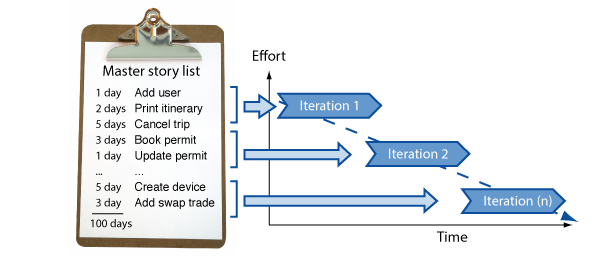 Master story list
1 day Add user
2 days Print itinerary
5 days Cancel trip
3 days Book permit
1 day Update permit
... ...
5 day Create device
3 day Add swap trade
100 days
Effort
Iteration 1
Iteration 2
Iteration (n)
Time